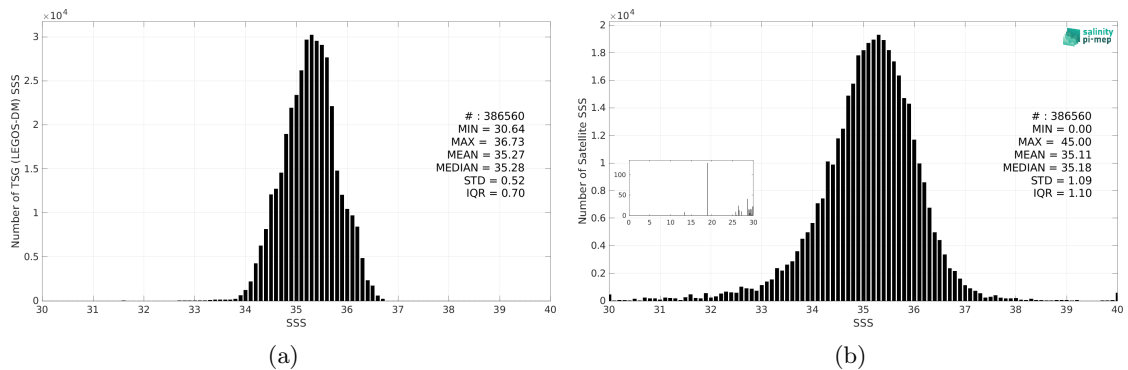 ×10⁴
Number of TSG (LEGOS-DM) SSS
3
2.5
2
1.5
1
0.5
0
30 31 32 33 34 35 36 37 38 39 40
SSS
# : 386560
MIN = 30.64
MAX = 36.73
MEAN = 35.27
MEDIAN = 35.28
STD = 0.52
IQR = 0.70
(a)
×10⁴
Number of Satellite SSS
2
1.8
1.6
1.4
1.2
1
0.8
0.6
0.4
0.2
0
30 31 32 33 34 35 36 37 38 39 40
SSS
100
50
0
0 5 10 15 20 25 30
salinity
pi-mep
# : 386560
MIN = 0.00
MAX = 45.00
MEAN = 35.11
MEDIAN = 35.18
STD = 1.09
IQR = 1.10
(b)